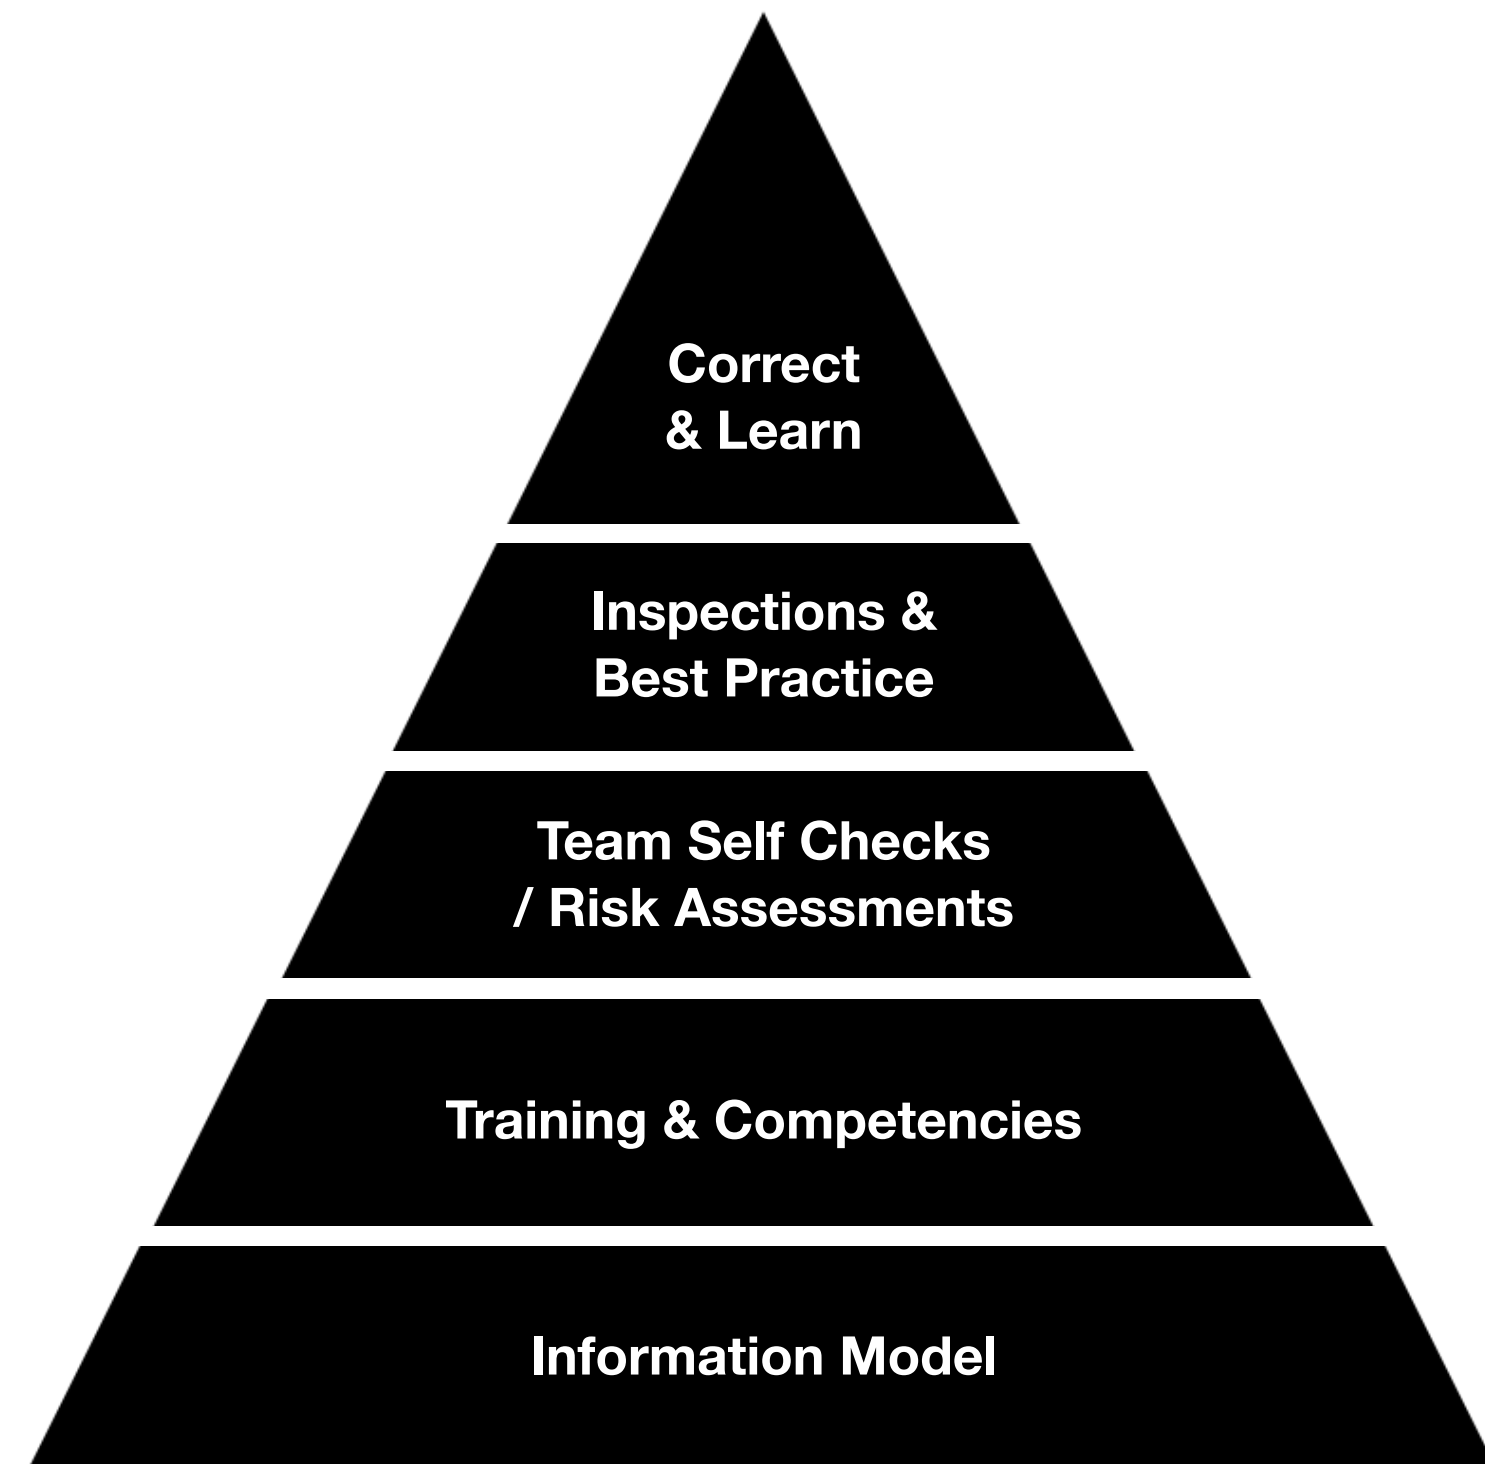 Correct
& Learn
Inspections &
Best Practice
Team Self Checks
/ Risk Assessments
Training & Competencies
Information Model